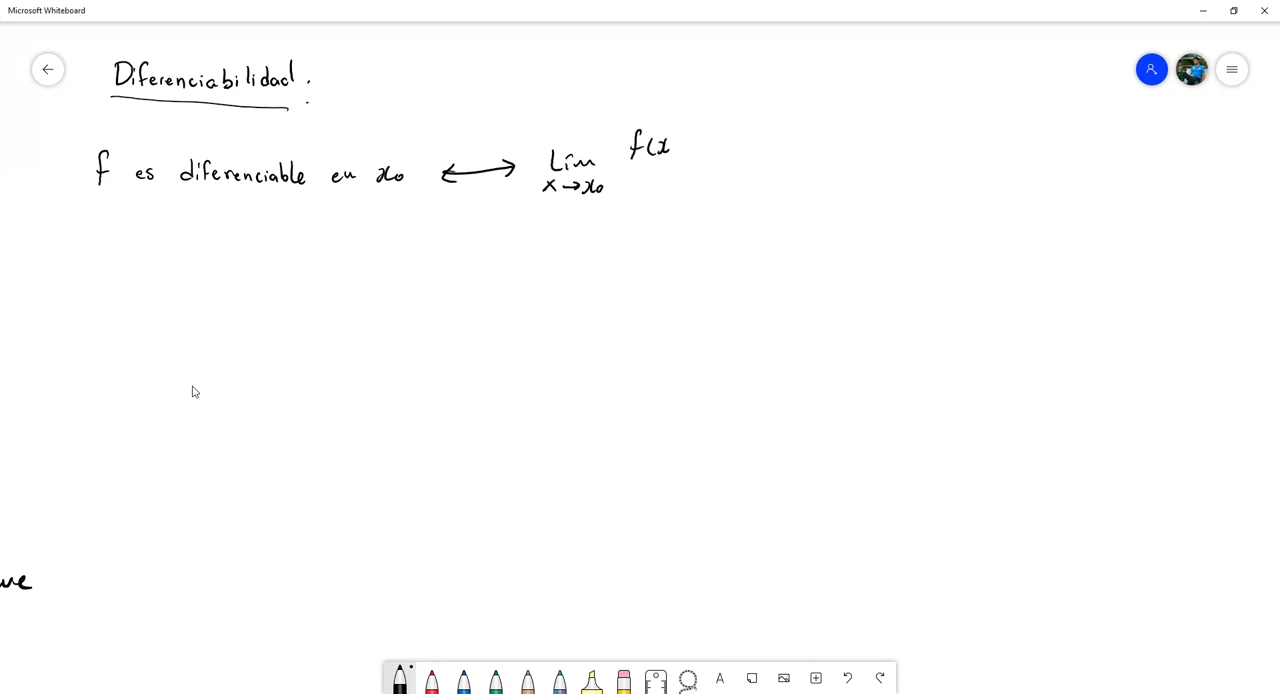 Microsoft Whiteboard
Diferenciabilidad.
f es diferenciable en x₀ ⟷ Lím f(x
x→x₀
A